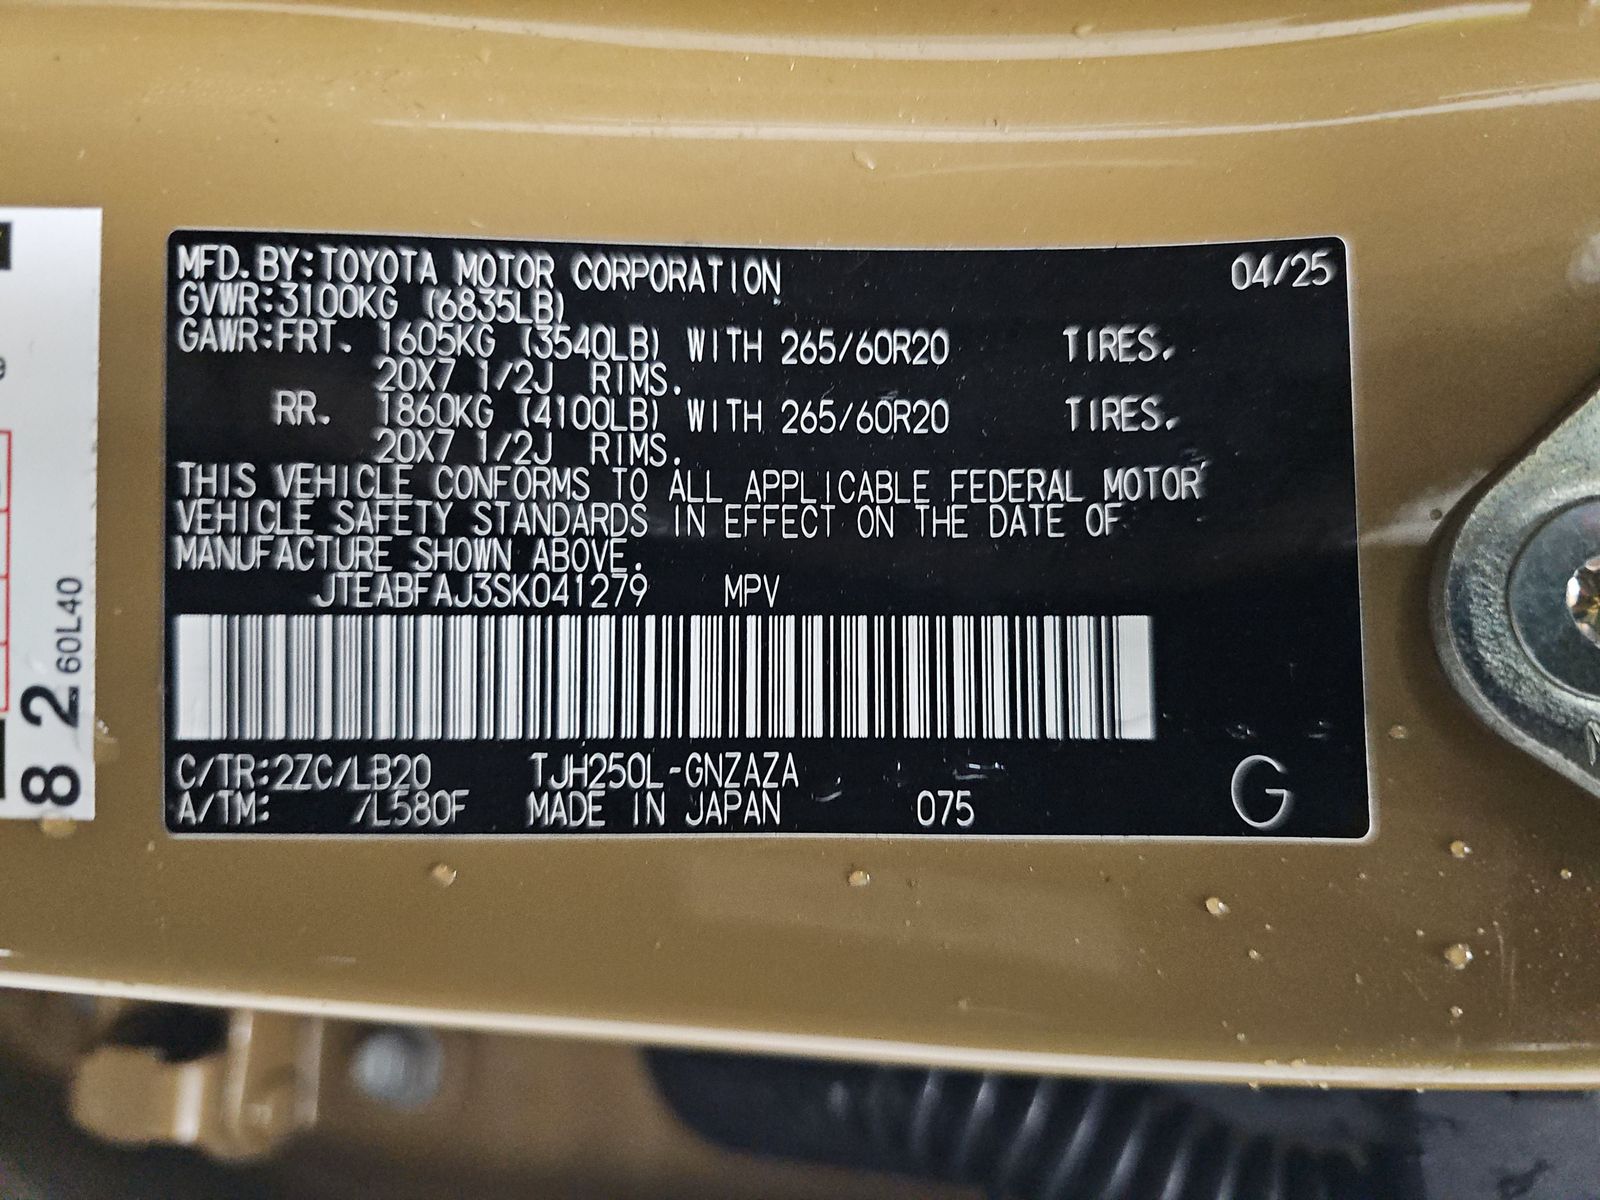 MFD.BY:TOYOTA MOTOR CORPORATION 04/25
GVWR:3100KG (6835LB)
GAWR:FRT. 1605KG (3540LB) WITH 265/60R20 TIRES.
20X7 1/2J RIMS.
RR. 1860KG (4100LB) WITH 265/60R20 TIRES.
20X7 1/2J RIMS.
THIS VEHICLE CONFORMS TO ALL APPLICABLE FEDERAL MOTOR
VEHICLE SAFETY STANDARDS IN EFFECT ON THE DATE OF
MANUFACTURE SHOWN ABOVE.
JTEABFAJ3SK041279 MPV
C/TR:2ZC/LB20 TJH250L-GNZAZA
A/TM: /L580F MADE IN JAPAN 075 G
82
60L40